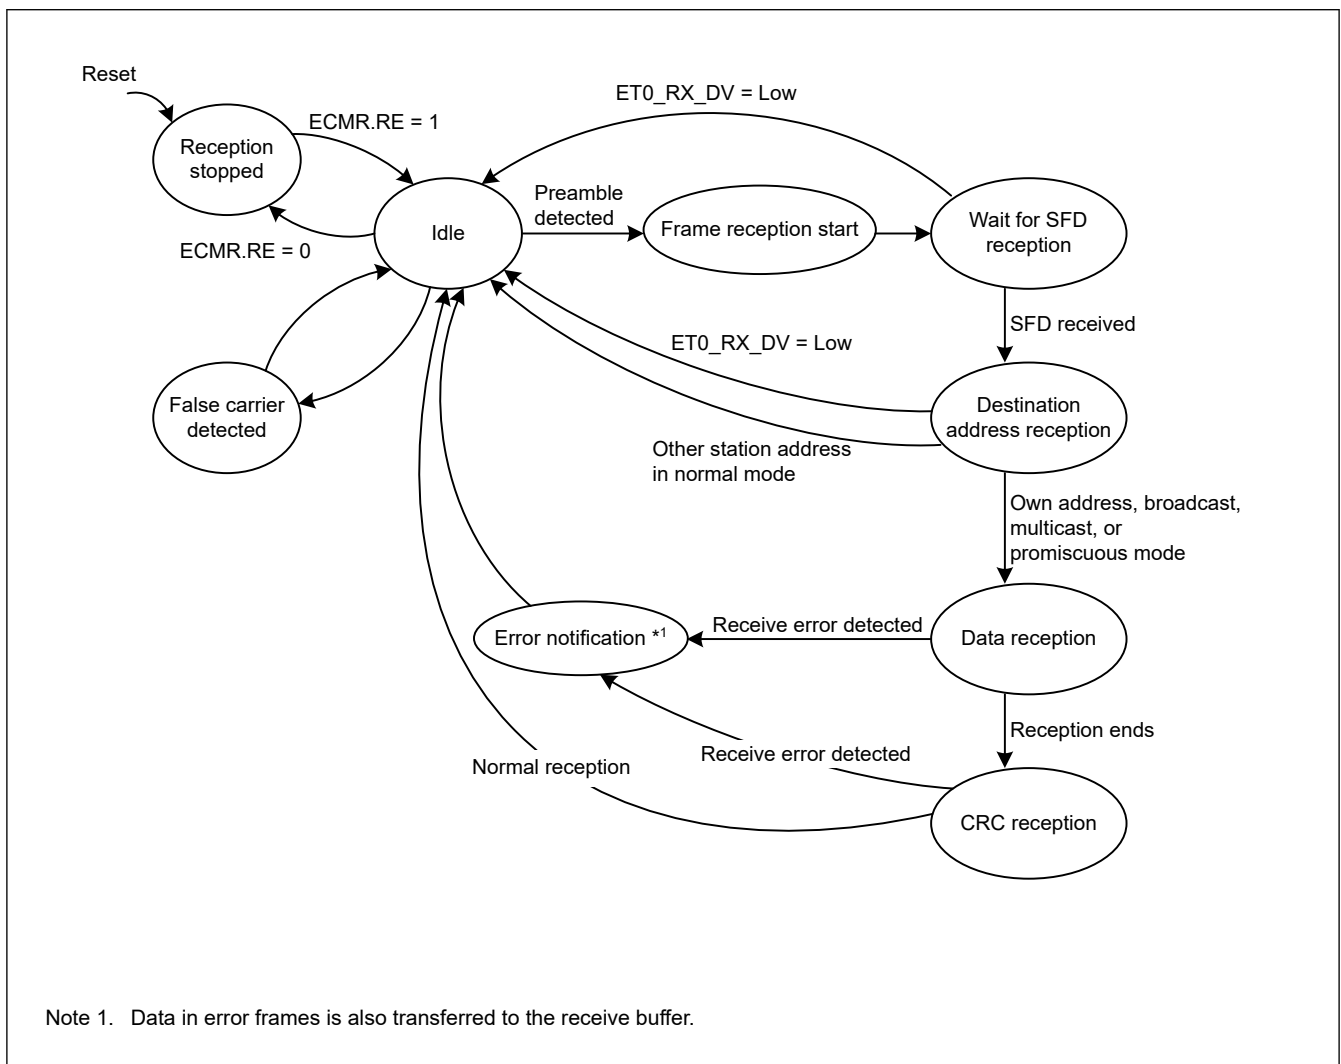 Reset
ET0_RX_DV = Low
ECMR.RE = 1
Reception
stopped
Preamble
detected
Idle
Frame reception start
Wait for SFD
reception
ECMR.RE = 0
SFD received
ET0_RX_DV = Low
False carrier
detected
Destination
address reception
Other station address
in normal mode
Own address, broadcast,
multicast, or
promiscuous mode
Error notification *1
Receive error detected
Data reception
Reception ends
Receive error detected
Normal reception
CRC reception
Note 1. Data in error frames is also transferred to the receive buffer.